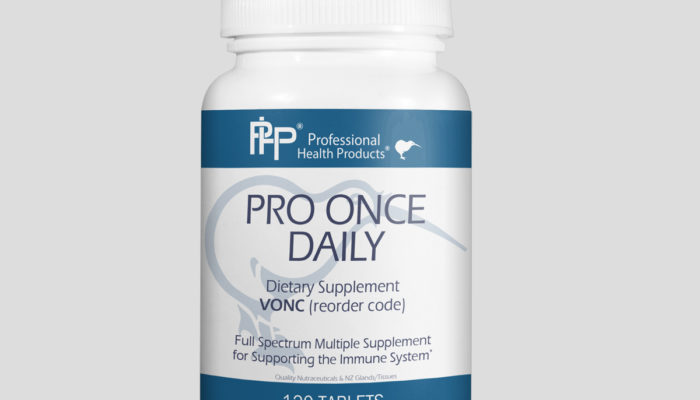 PHP® Professional
Health Products®
PRO ONCE
DAILY
Dietary Supplement
VONC (reorder code)
Full Spectrum Multiple Supplement
for Supporting the Immune System*
Quality Nutraceuticals & NZ Glands/Tissues
TABLETS